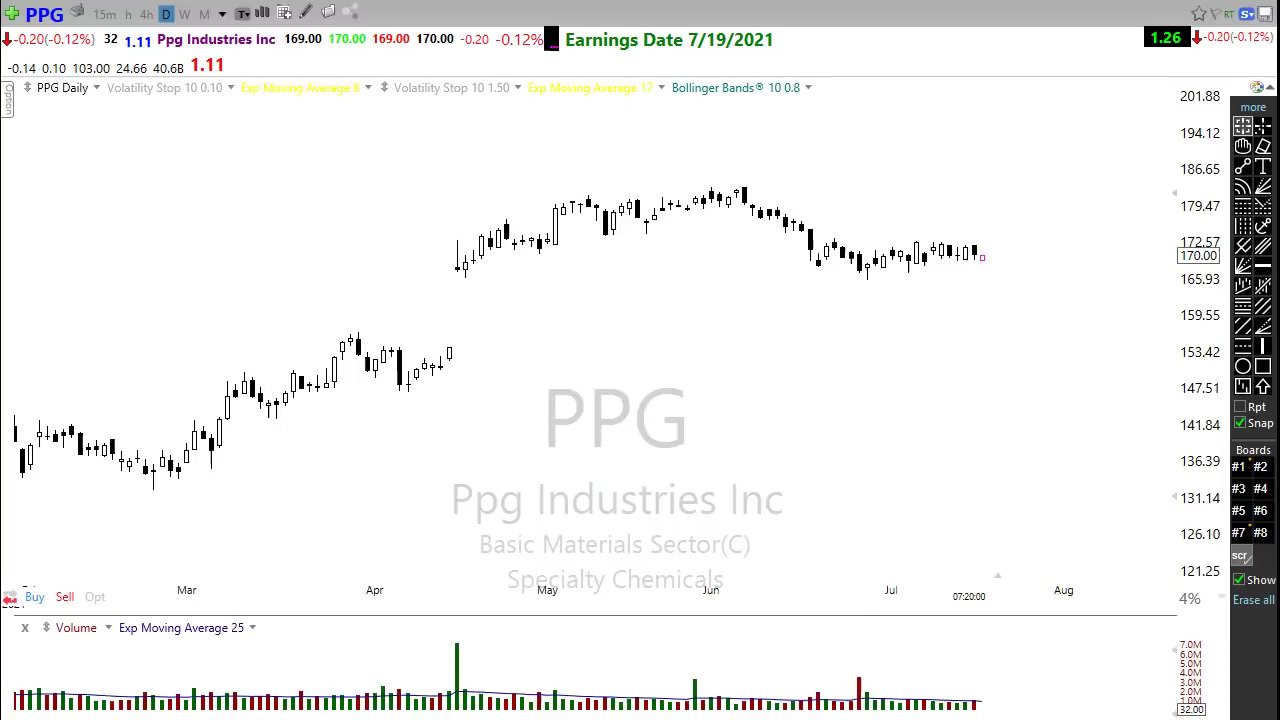 PPG 15m h 4h D W M T RT S
-0.20(-0.12%) 32 1.11 Ppg Industries Inc 169.00 170.00 169.00 170.00 -0.20 -0.12% Earnings Date 7/19/2021 1.26 -0.20(-0.12%)
-0.14 0.10 103.00 24.66 40.6B 1.11
Option PPG Daily Volatility Stop 10 0.10 Exp Moving Average 8 Volatility Stop 10 1.50 Exp Moving Average 17 Bollinger Bands® 10 0.8
201.88
more
194.12
186.65
179.47
172.57
170.00
165.93
159.55
153.42
147.51
Rpt
Snap
141.84
Boards
136.39
#1 #2
#3 #4
131.14
#5 #6
126.10
#7 #8
scr
121.25
Show
Erase all
PPG
Ppg Industries Inc
Basic Materials Sector(C)
Specialty Chemicals
Mar Apr May Jun Jul 07:20:00 Aug
Buy Sell Opt 4%
x Volume Exp Moving Average 25
7.0M
6.0M
5.0M
4.0M
3.0M
2.0M
1.0M
32.00